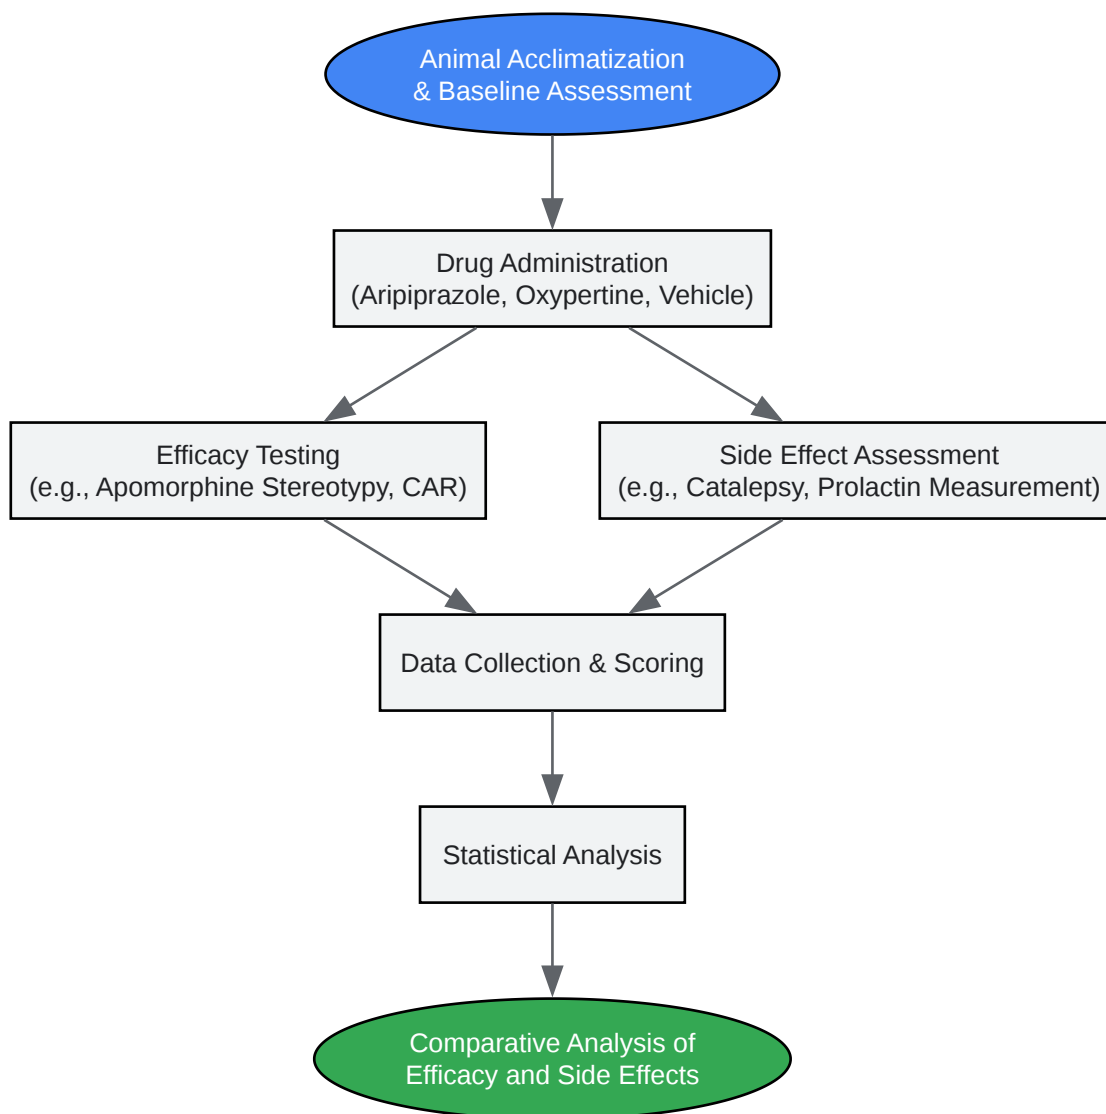 Animal Acclimatization
& Baseline Assessment
Drug Administration
(Aripiprazole, Oxypertine, Vehicle)
Efficacy Testing
(e.g., Apomorphine Stereotypy, CAR)
Side Effect Assessment
(e.g., Catalepsy, Prolactin Measurement)
Data Collection & Scoring
Statistical Analysis
Comparative Analysis of
Efficacy and Side Effects